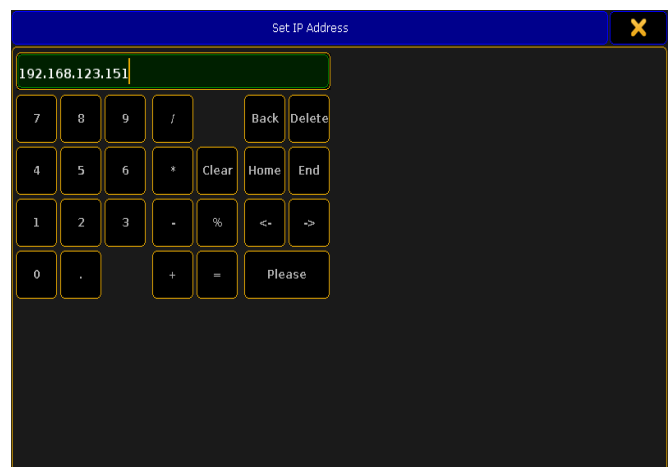 Set IP Address X
192.168.123.151
7 8 9 / Back Delete
4 5 6 * Clear Home End
1 2 3 - % <- ->
0 . + = Please